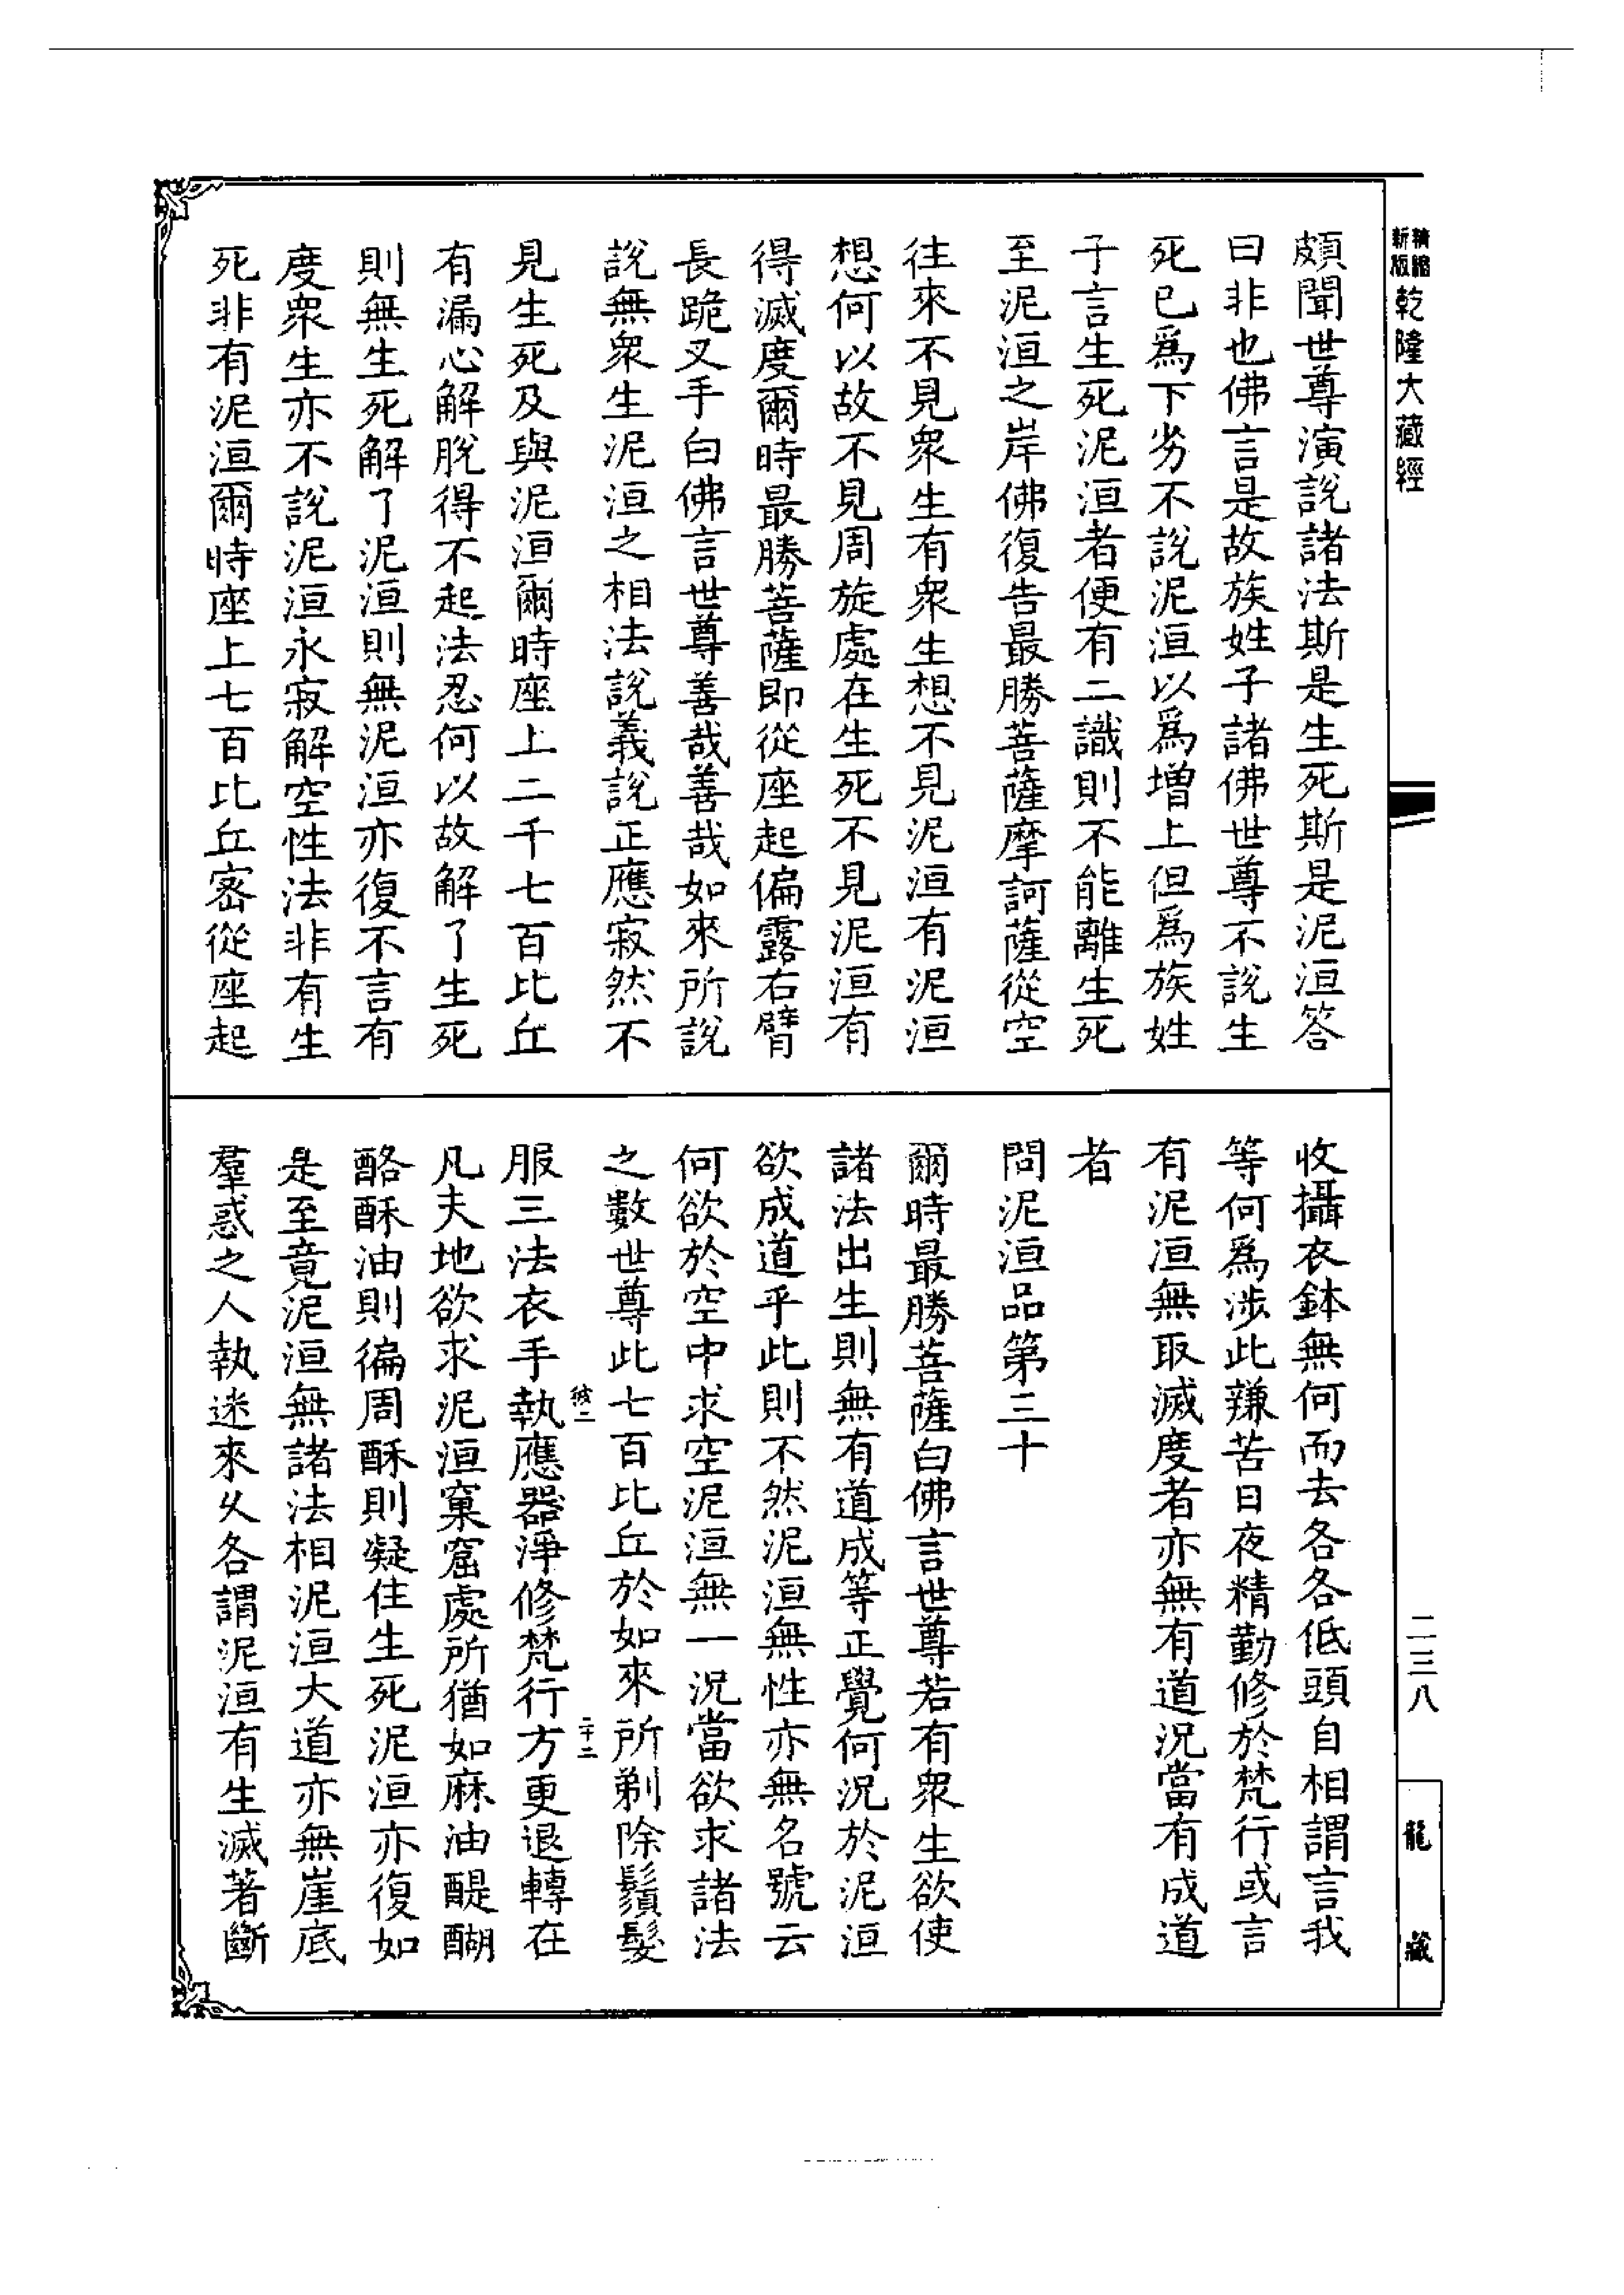 精縮新版乾隆大藏經
頗聞世尊演說諸法斯是生死斯是泥洹答
曰非也佛言是故族姓子諸佛世尊不說生
死已爲下劣不說泥洹以爲增上但爲族姓
子言生死泥洹者便有二識則不能離生死
至泥洹之岸佛復告最勝菩薩摩訶薩從空
往來不見衆生有衆生想不見泥洹有泥洹
想何以故不見周旋處在生死不見泥洹有
得滅度爾時最勝菩薩即從座起偏露右臂
長跪叉手白佛言世尊善哉善哉如來所說
說無衆生泥洹之相法說義說正應寂然不
見生死及與泥洹爾時座上二千七百比丘
有漏心解脫得不起法忍何以故解了生死
則無生死解了泥洹則無泥洹亦復不言有
度衆生亦不說泥洹永寂解空性法非有生
死非有泥洹爾時座上七百比丘密從座起
收攝衣鉢無何而去各各低頭自相謂言我
等何爲涉此辣苦日夜精勤修於梵行或言
有泥洹無取滅度者亦無有道況當有成道
者
問泥洹品第三十
爾時最勝菩薩白佛言世尊若有衆生欲使
諸法出生則無有道成等正覺何況於泥洹
欲成道乎此則不然泥洹無性亦無名號云
何欲於空中求空泥洹無一況當欲求諸法
之數世尊此七百比丘於如來所剃除鬚髮
服三法衣手執應器淨修梵行方更退轉在
凡夫地欲求泥洹窠窟處所猶如麻油醍醐
酪酥油則徧周酥則凝住生死泥洹亦復如
是至竟泥洹無諸法相泥洹大道亦無崖底
羣惑之人執迷來久各謂泥洹有生滅著斷
二三八
龍藏
二十二